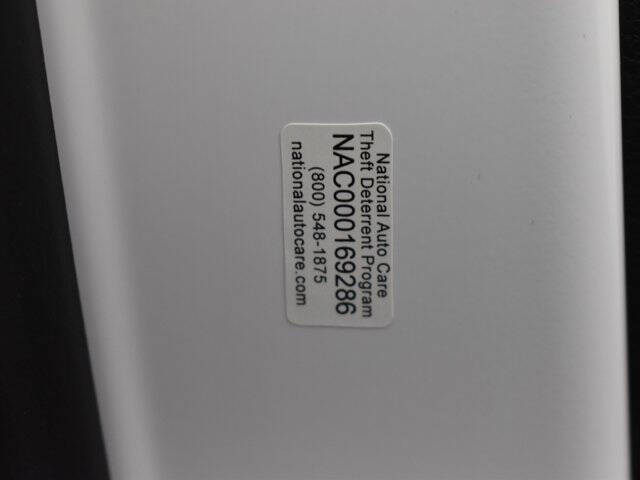 National Auto Care
Theft Deterrent Program
NAC000169286
(800) 548-1875
nationalautocare.com